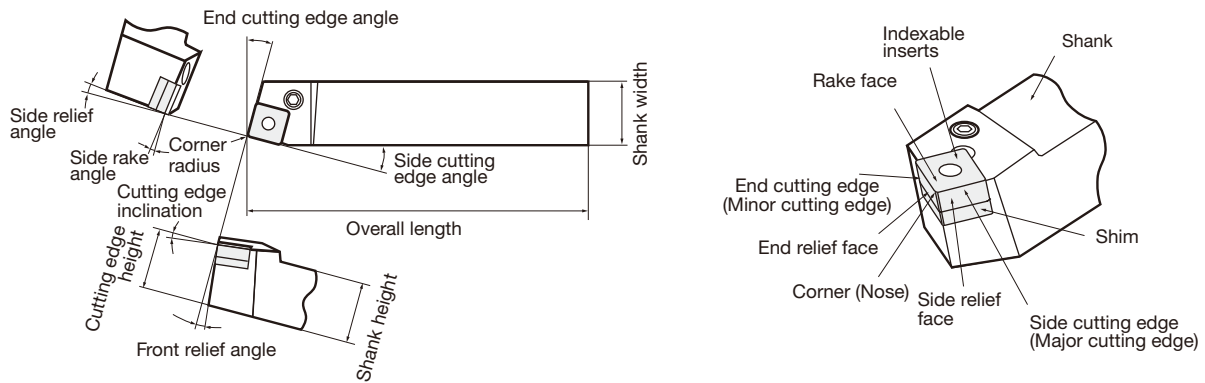 End cutting edge angle
Side relief
angle
Side rake
angle
Corner
radius
Side cutting
edge angle
Shank width
Cutting edge
inclination
Overall length
Cutting edge
height
Shank height
Front relief angle
Indexable
inserts
Shank
Rake face
End cutting edge
(Minor cutting edge)
End relief face
Shim
Corner (Nose)
Side relief
face
Side cutting edge
(Major cutting edge)